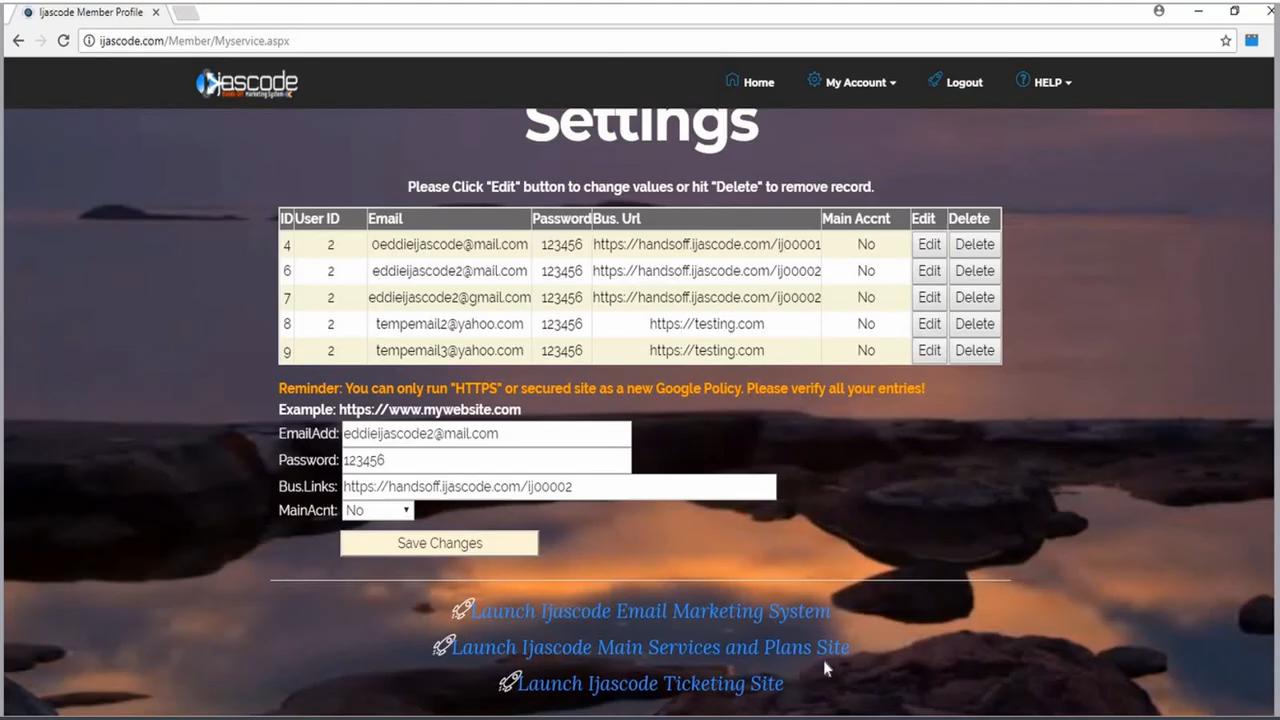 Ijascode Member Profile
ijascode.com/Member/Myservice.aspx
ijascode
Home My Account Logout HELP
Settings
Please Click "Edit" button to change values or hit "Delete" to remove record.
ID User ID Email Password Bus. Url Main Accnt Edit Delete
4 2 0eddieijascode@mail.com 123456 https://handsoff.ijascode.com/ij00001 No Edit Delete
6 2 eddieijascode2@mail.com 123456 https://handsoff.ijascode.com/ij00002 No Edit Delete
7 2 eddieijascode2@gmail.com 123456 https://handsoff.ijascode.com/ij00002 No Edit Delete
8 2 tempemail2@yahoo.com 123456 https://testing.com No Edit Delete
9 2 tempemail3@yahoo.com 123456 https://testing.com No Edit Delete
Reminder: You can only run "HTTPS" or secured site as a new Google Policy. Please verify all your entries!
Example: https://www.mywebsite.com
EmailAdd: eddieijascode2@mail.com
Password: 123456
Bus.Links: https://handsoff.ijascode.com/ij00002
MainAcnt: No
Save Changes
Launch Ijascode Email Marketing System
Launch Ijascode Main Services and Plans Site
Launch Ijascode Ticketing Site